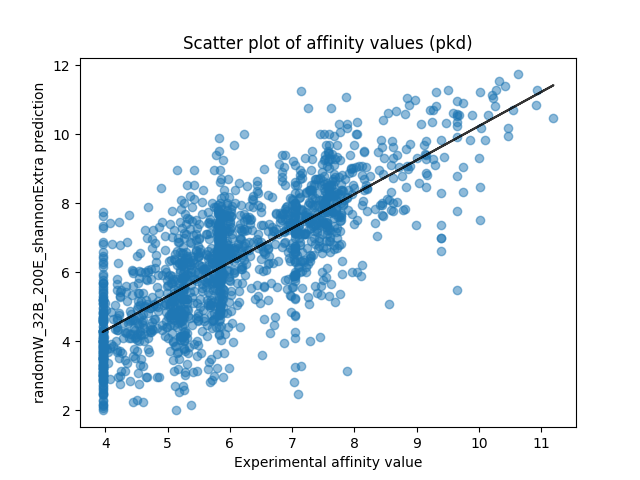 Scatter plot of affinity values (pkd)
randomW_32B_200E_shannonExtra prediction
12
10
8
6
4
2
4 5 6 7 8 9 10 11
Experimental affinity value